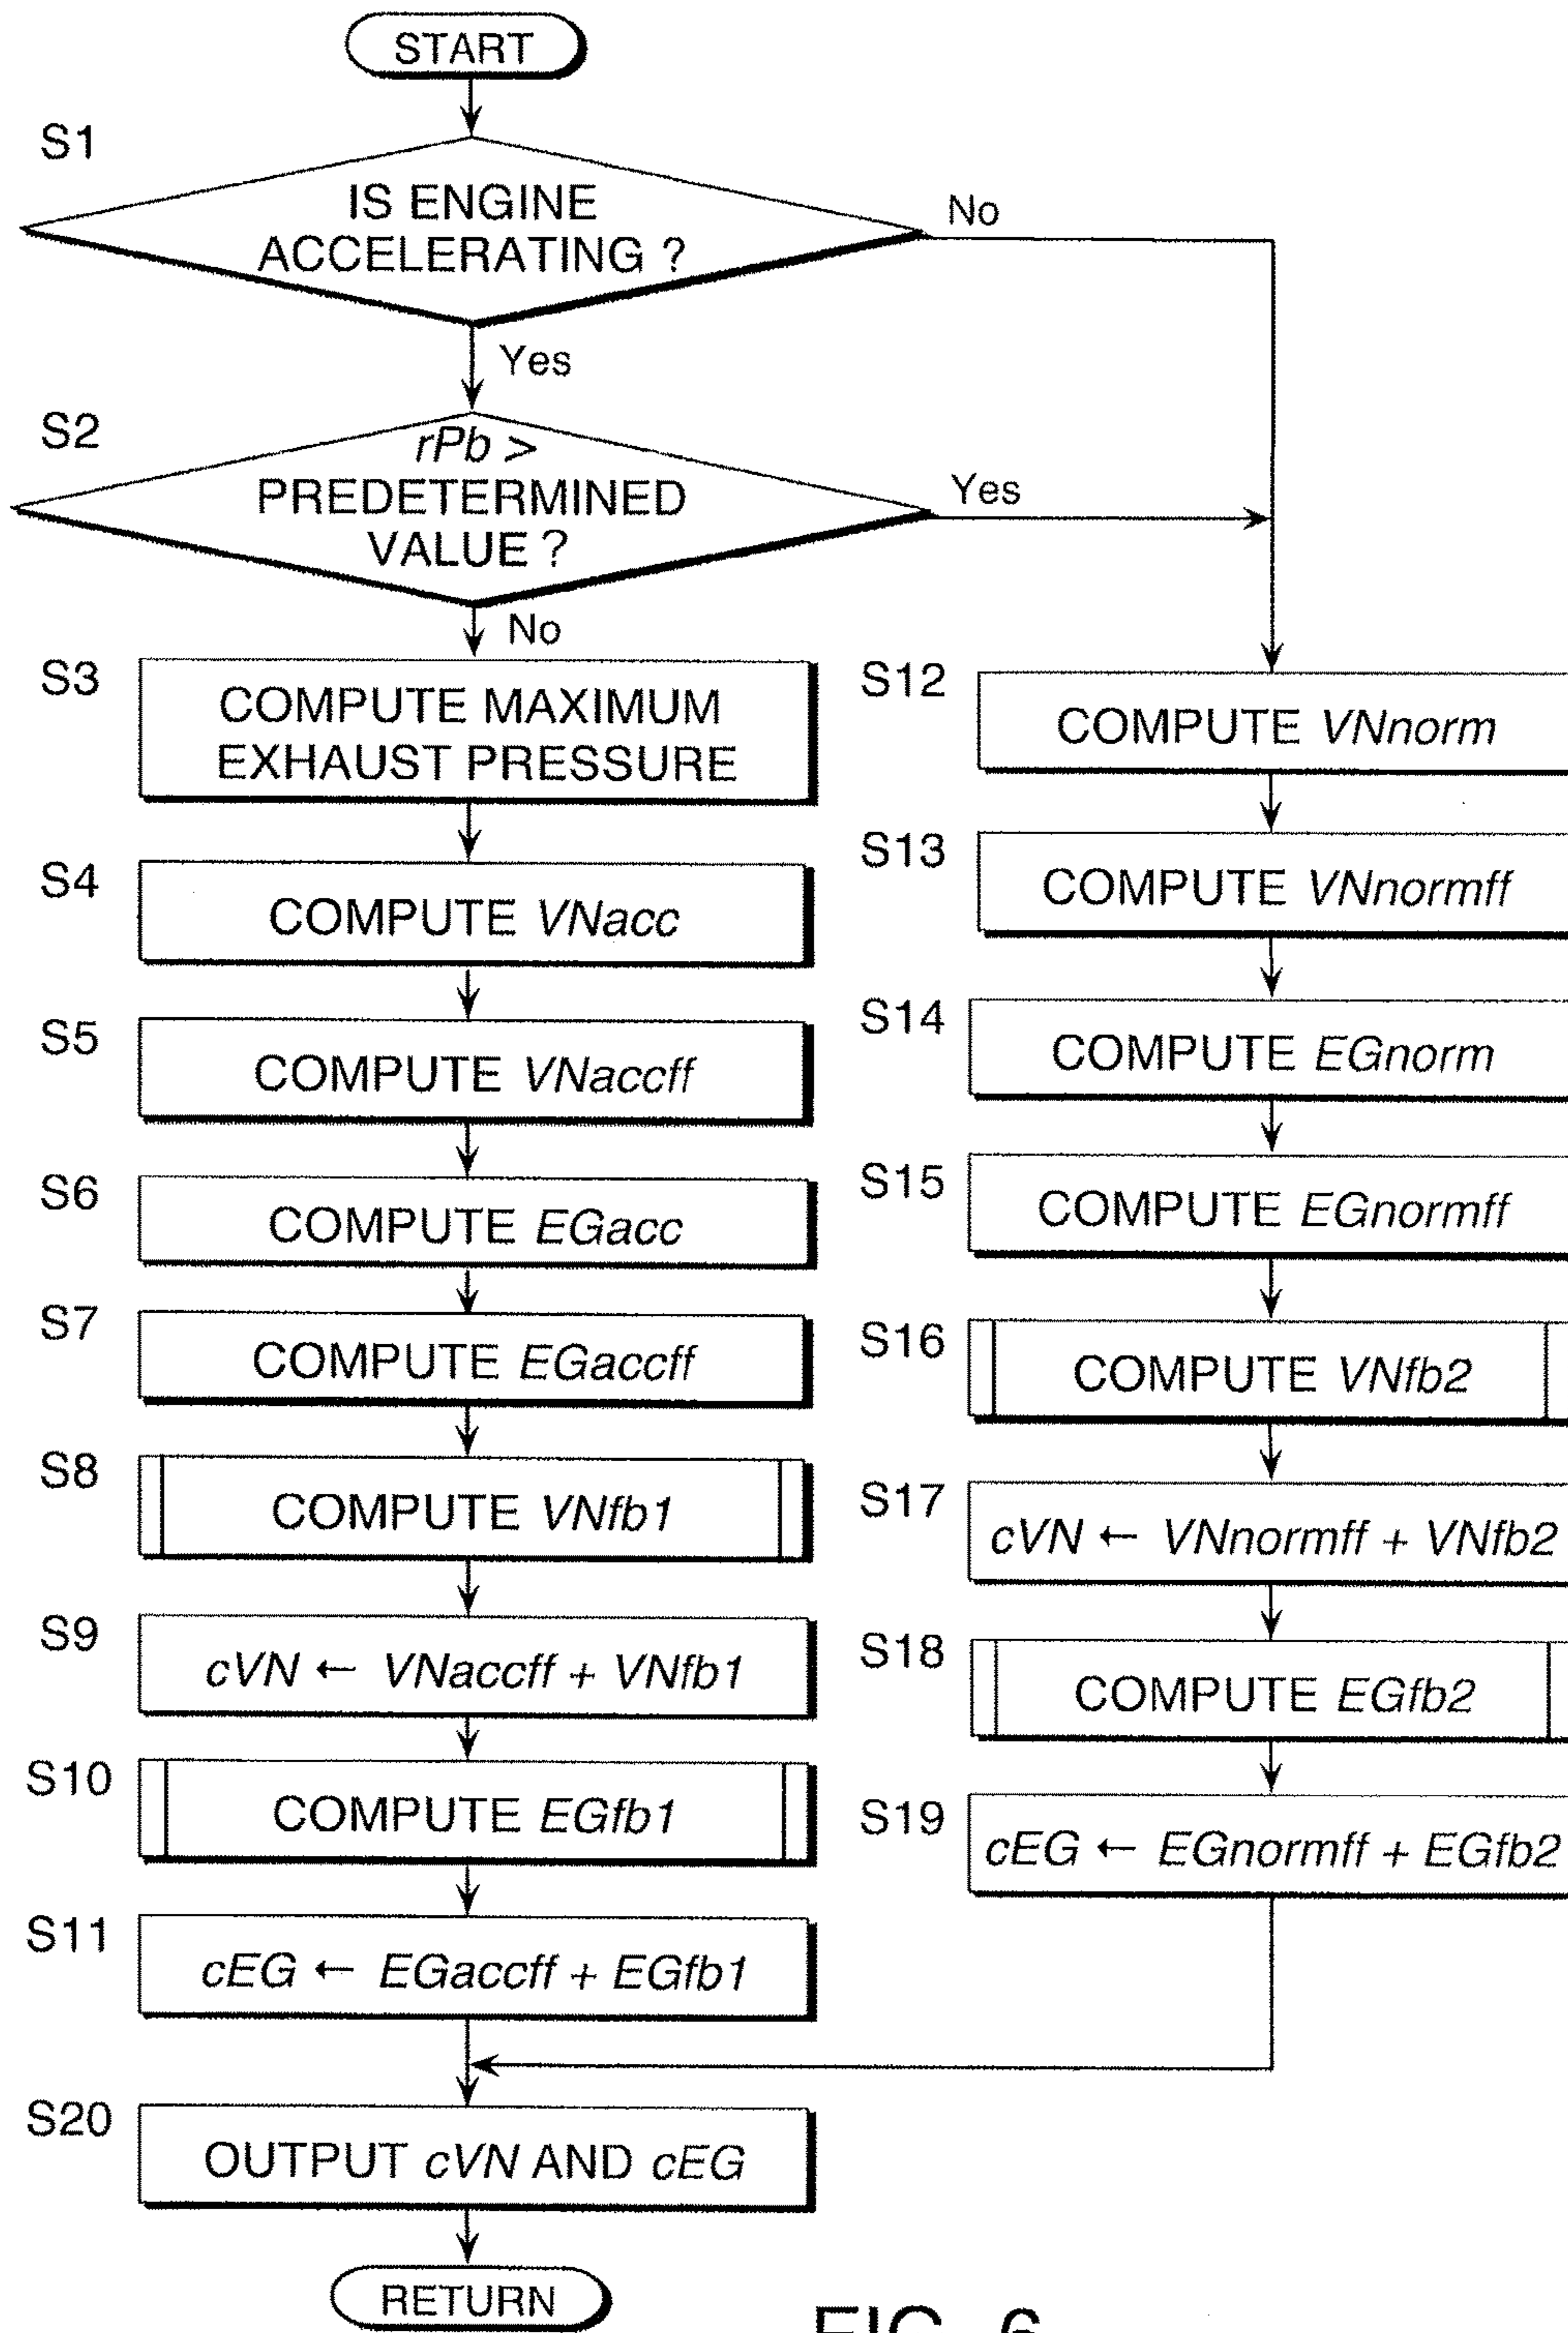 START
S1
IS ENGINE
ACCELERATING ?
No
Yes
S2
rPb >
PREDETERMINED
VALUE ?
Yes
No
S3
COMPUTE MAXIMUM
EXHAUST PRESSURE
S4
COMPUTE VNacc
S5
COMPUTE VNaccff
S6
COMPUTE EGacc
S7
COMPUTE EGaccff
S8
COMPUTE VNfb1
S9
cVN ← VNaccff + VNfb1
S10
COMPUTE EGfb1
S11
cEG ← EGaccff + EGfb1
S12
COMPUTE VNnorm
S13
COMPUTE VNnormff
S14
COMPUTE EGnorm
S15
COMPUTE EGnormff
S16
COMPUTE VNfb2
S17
cVN ← VNnormff + VNfb2
S18
COMPUTE EGfb2
S19
cEG ← EGnormff + EGfb2
S20
OUTPUT cVN AND cEG
RETURN
FIG. 6